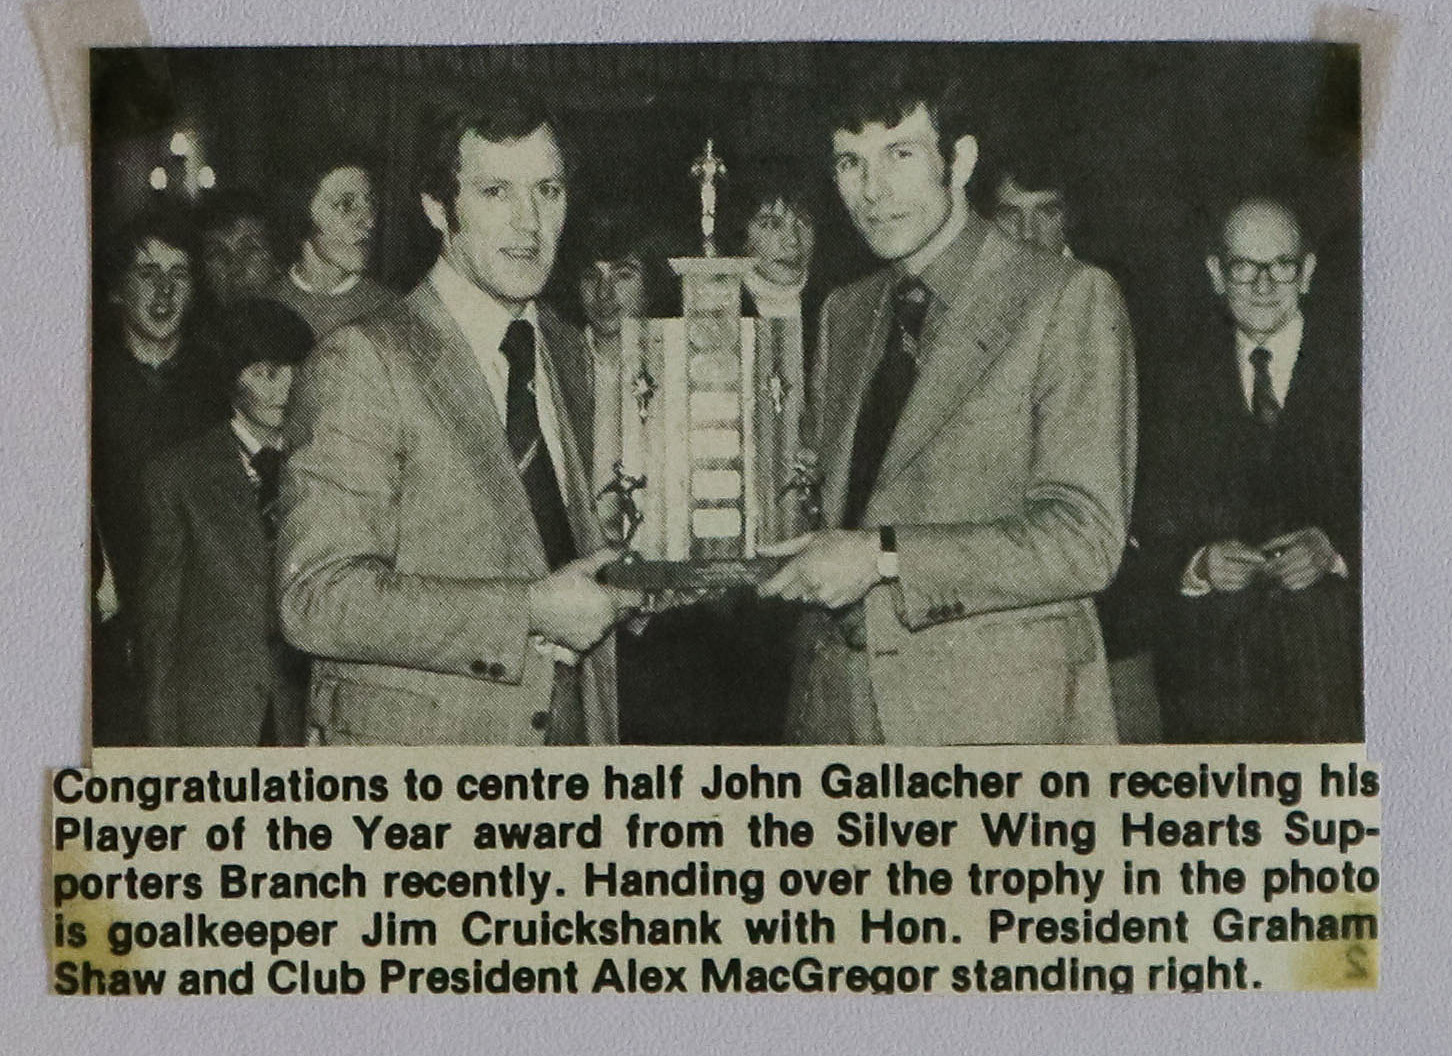 Congratulations to centre half John Gallacher on receiving his
Player of the Year award from the Silver Wing Hearts Sup-
porters Branch recently. Handing over the trophy in the photo
is goalkeeper Jim Cruickshank with Hon. President Graham
Shaw and Club President Alex MacGregor standing right.